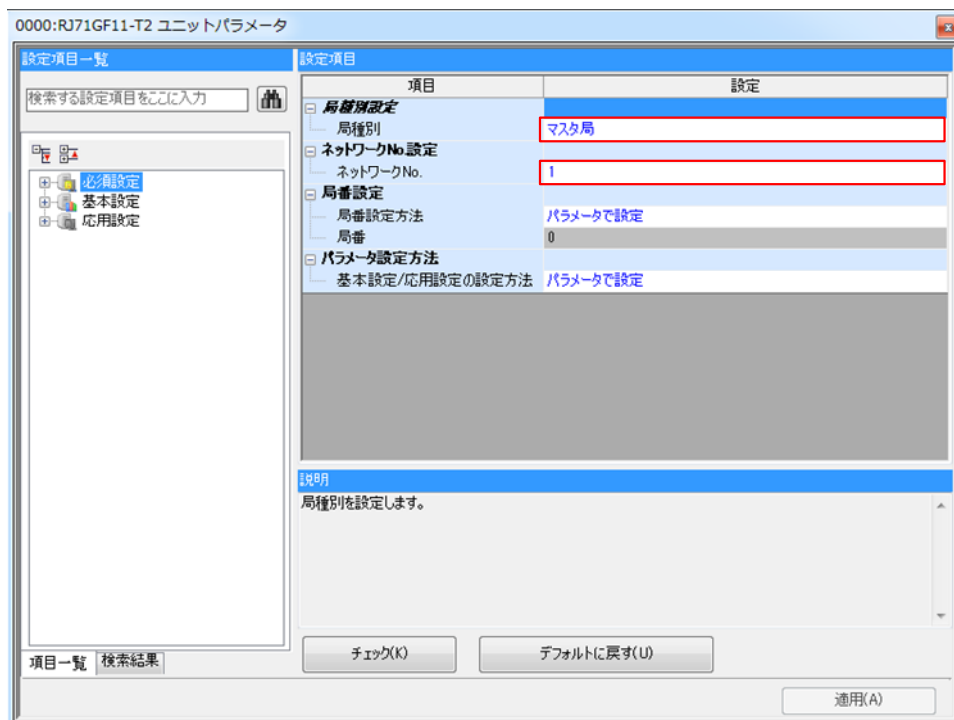 0000:RJ71GF11-T2 ユニットパラメータ
設定項目一覧
検索する設定項目をここに入力
必須設定
基本設定
応用設定
項目一覧 検索結果
設定項目
項目 設定
局種別設定
局種別 マスタ局
ネットワークNo.設定
ネットワークNo. 1
局番設定
局番設定方法 パラメータで設定
局番 0
パラメータ設定方法
基本設定/応用設定の設定方法 パラメータで設定
説明
局種別を設定します。
チェック(K) デフォルトに戻す(U)
適用(A)